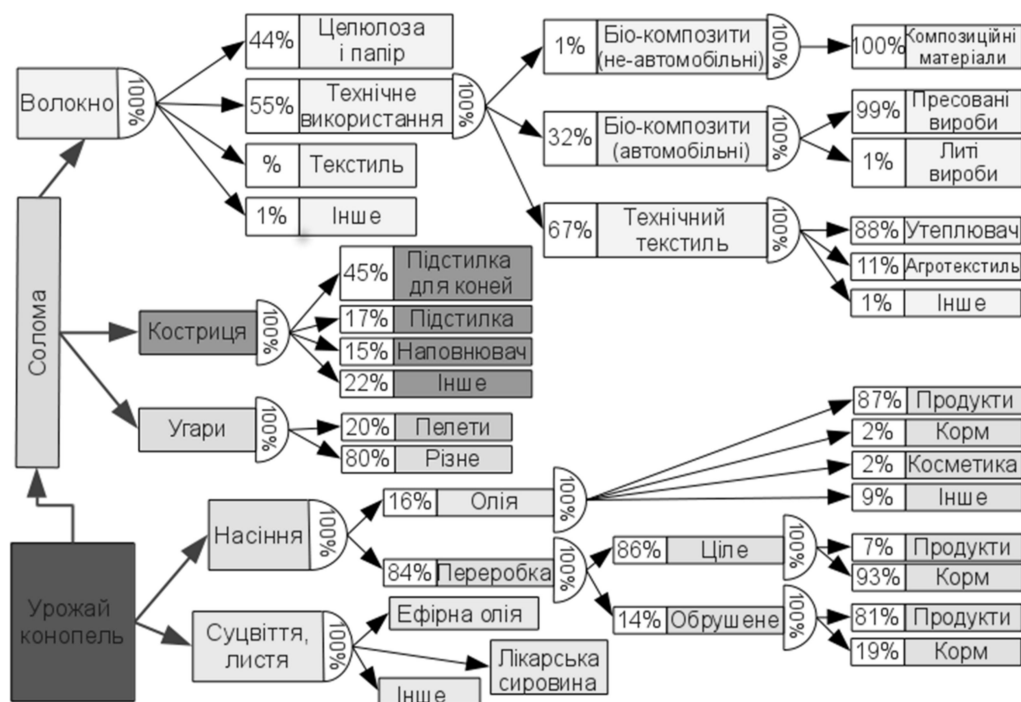 44%
Целюлоза
і папір
1%
Біо-композити
(не-автомобільні)
100%
100%
Композиційні
матеріали
Волокно
100%
55%
Технічне
використання
100%
32%
Біо-композити
(автомобільні)
100%
99%
Пресовані
вироби
1%
Литі
вироби
%
Текстиль
1%
Інше
67%
Технічний
текстиль
100%
88%
Утеплювач
11%
Агротекстиль
1%
Інше
Солома
Костриця
100%
45%
Підстилка
для коней
17%
Підстилка
15%
Наповнювач
22%
Інше
Угари
100%
20%
Пелети
80%
Різне
Урожай
конопель
Насіння
100%
16%
Олія
100%
87%
Продукти
2%
Корм
2%
Косметика
9%
Інше
84%
Переробка
100%
86%
Ціле
100%
7%
Продукти
93%
Корм
14%
Обрушене
100%
81%
Продукти
19%
Корм
Суцвіття,
листя
100%
Ефірна олія
Лікарська
сировина
Інше